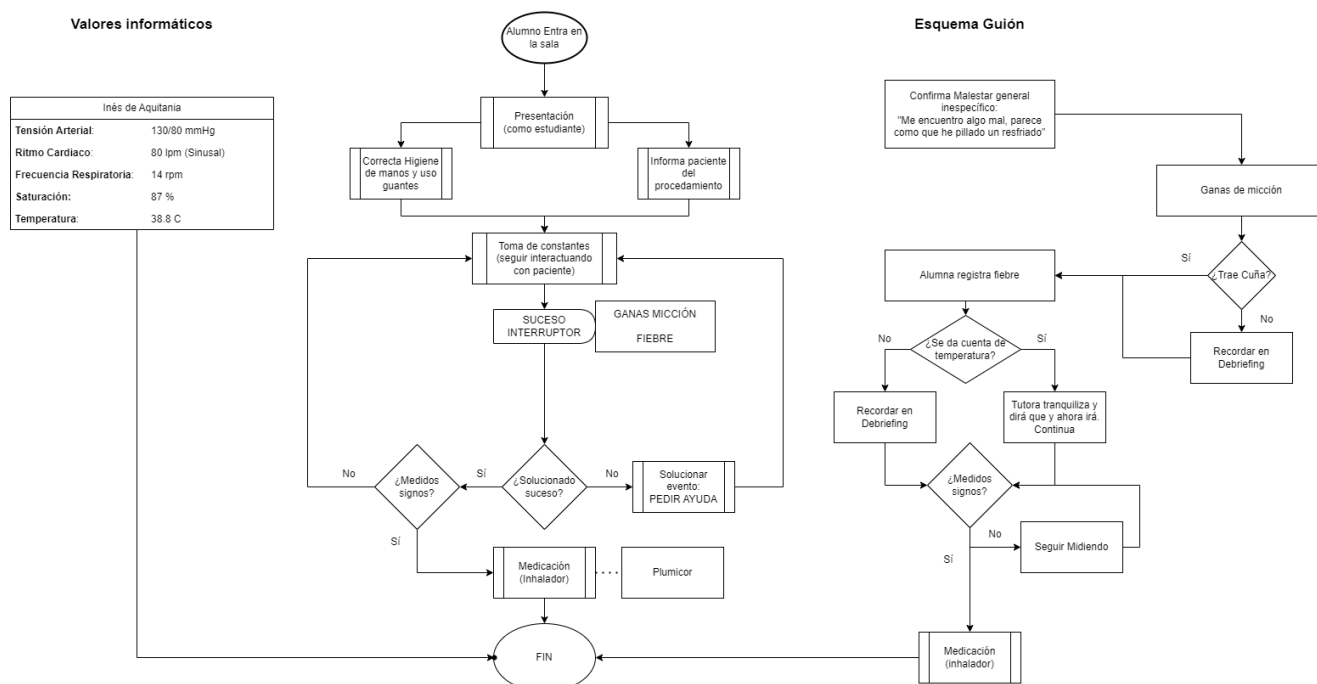 Valores informáticos
Inés de Aquitania
Tensión Arterial: 130/80 mmHg
Ritmo Cardiaco: 80 lpm (Sinusal)
Frecuencia Respiratoria: 14 rpm
Saturación: 87 %
Temperatura: 38.8 C
Alumno Entra en
la sala
Presentación
(como estudiante)
Correcta Higiene
de manos y uso
guantes
Informa paciente
del
procedamiento
Toma de constantes
(seguir interactuando
con paciente)
SUCESO
INTERRUPTOR
GANAS MICCIÓN
FIEBRE
¿Solucionado
suceso?
Sí
No
¿Medidos
signos?
No
Sí
Solucionar
evento:
PEDIR AYUDA
Medicación
(Inhalador)
Plumicor
FIN
Esquema Guión
Confirma Malestar general
inespecífico:
"Me encuentro algo mal, parece
como que he pillado un resfriado"
Ganas de micción
¿Trae Cuña?
Sí
No
Recordar en
Debriefing
Alumna registra fiebre
¿Se da cuenta de
temperatura?
No
Sí
Recordar en
Debriefing
Tutora tranquiliza y
dirá que y ahora irá.
Continua
¿Medidos
signos?
No
Sí
Seguir Midiendo
Medicación
(inhalador)